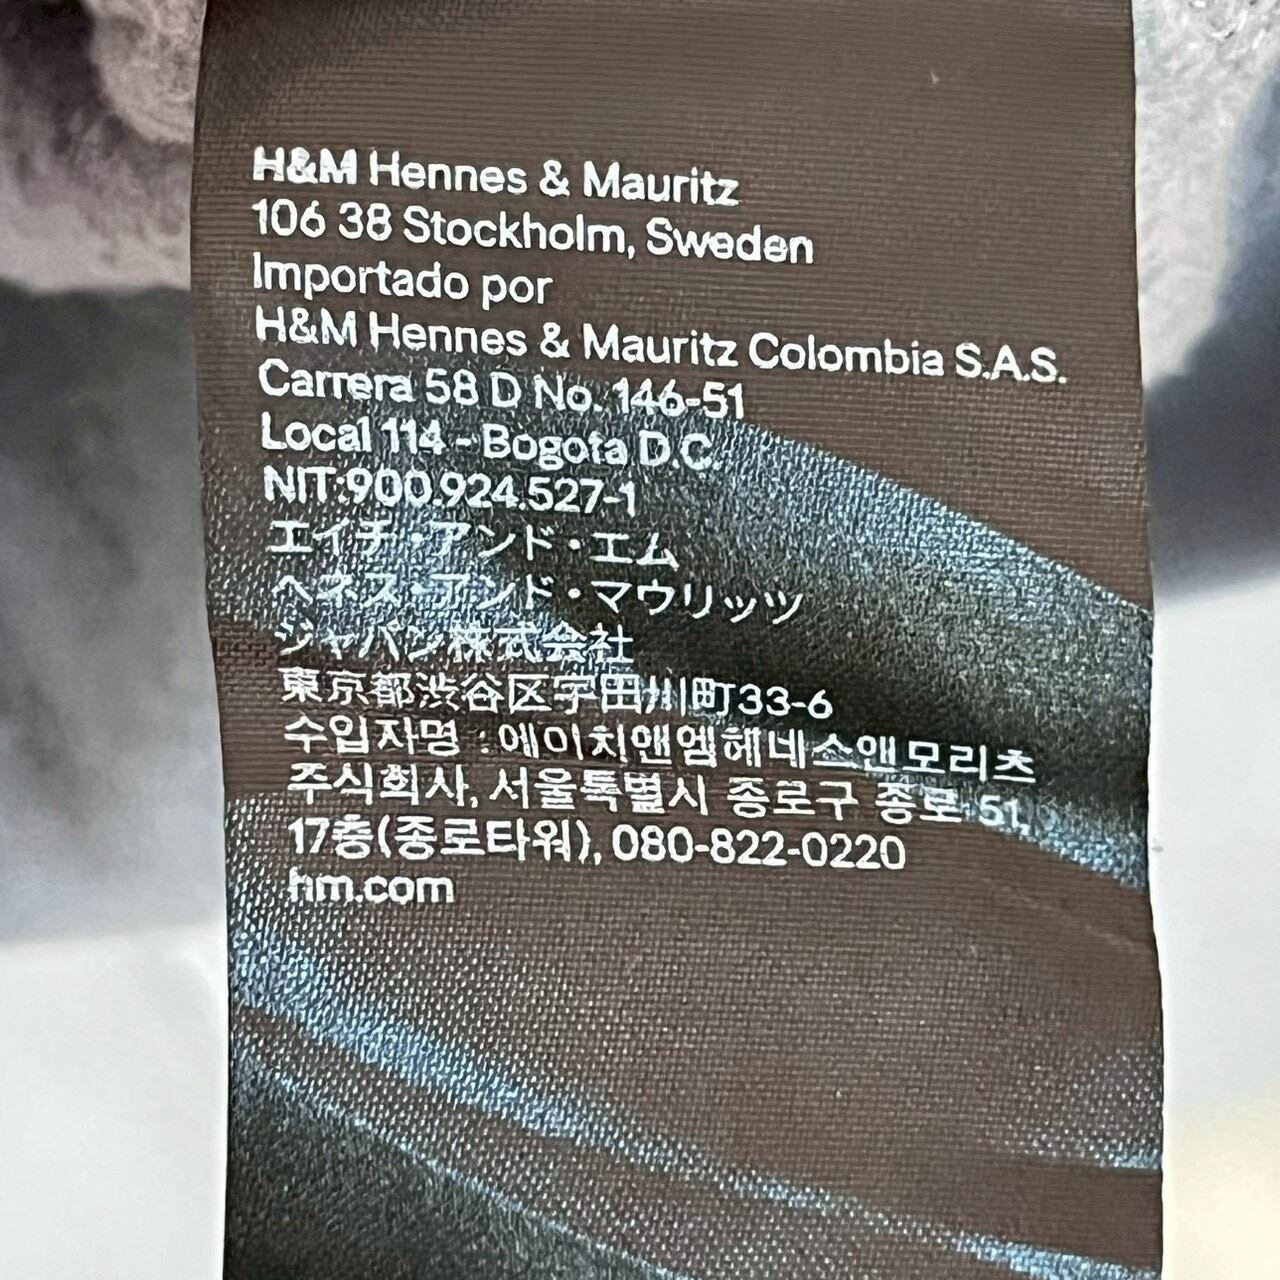 H&M Hennes & Mauritz
106 38 Stockholm, Sweden
Importado por
H&M Hennes & Mauritz Colombia S.A.S.
Carrera 58 D No. 146-51
Local 114 - Bogota D.C.
NIT:900.924.527-1
エイチ・アンド・エム
ヘネス・アンド・マウリッツ
ジャパン株式会社
東京都渋谷区宇田川町33-6
수입자명 : 에이치앤엠헤네스앤모리츠
주식회사, 서울특별시 종로구 종로 51,
17층(종로타워), 080-822-0220
hm.com